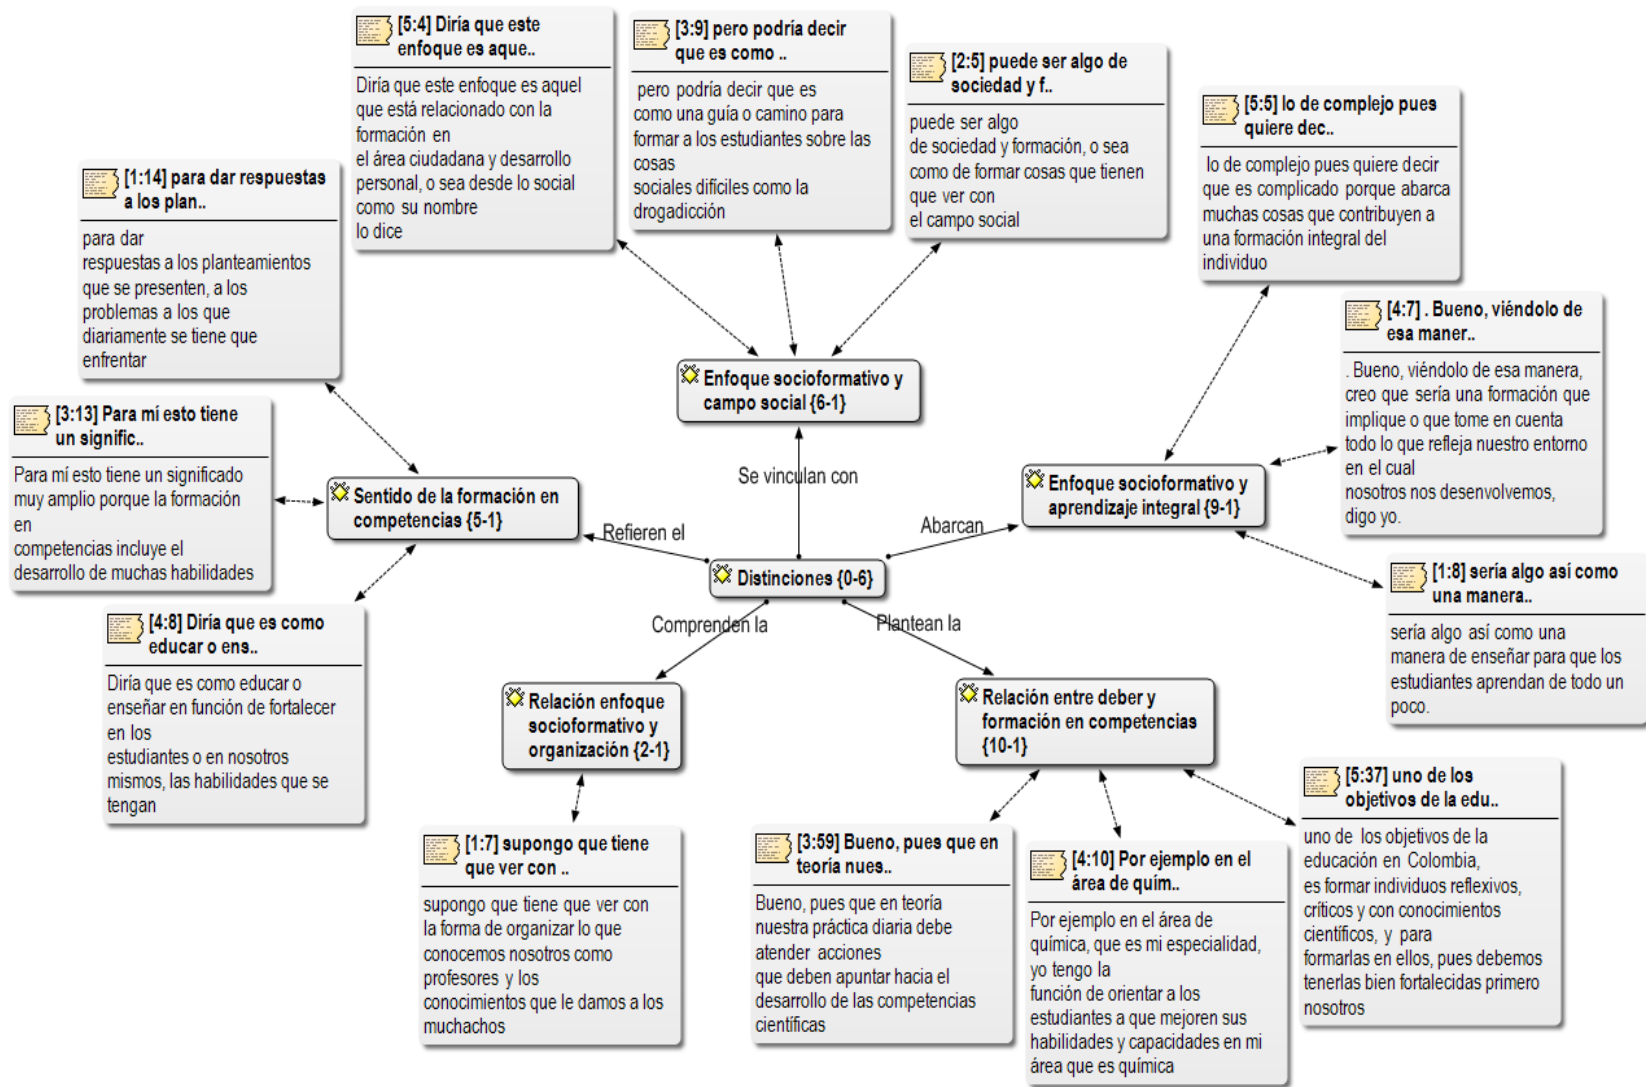 [5:4] Diría que este
enfoque es aque..
Diría que este enfoque es aquel
que está relacionado con la
formación en
el área ciudadana y desarrollo
personal, o sea desde lo social
como su nombre
lo dice
[3:9] pero podría decir
que es como ..
pero podría decir que es
como una guía o camino para
formar a los estudiantes sobre las
cosas
sociales difíciles como la
drogadicción
[2:5] puede ser algo de
sociedad y f..
puede ser algo
de sociedad y formación, o sea
como de formar cosas que tienen
que ver con
el campo social
[5:5] lo de complejo pues
quiere dec..
lo de complejo pues quiere decir
que es complicado porque abarca
muchas cosas que contribuyen a
una formación integral del
individuo
[1:14] para dar respuestas
a los plan..
para dar
respuestas a los planteamientos
que se presenten, a los
problemas a los que
diariamente se tiene que
enfrentar
[4:7] . Bueno, viéndolo de
esa maner..
. Bueno, viéndolo de esa manera,
creo que sería una formación que
implique o que tome en cuenta
todo lo que refleja nuestro entorno
en el cual
nosotros nos desenvolvemos,
digo yo.
Enfoque socioformativo y
campo social {6-1}
[3:13] Para mí esto tiene
un signific..
Para mí esto tiene un significado
muy amplio porque la formación
en
competencias incluye el
desarrollo de muchas habilidades
Sentido de la formación en
competencias {5-1}
Se vinculan con
Enfoque socioformativo y
aprendizaje integral {9-1}
Refieren el
Abarcan
Distinciones {0-6}
[1:8] sería algo así como
una manera..
sería algo así como una
manera de enseñar para que los
estudiantes aprendan de todo un
poco.
Comprenden la
Plantean la
[4:8] Diría que es como
educar o ens..
Diría que es como educar o
enseñar en función de fortalecer
en los
estudiantes o en nosotros
mismos, las habilidades que se
tengan
Relación enfoque
socioformativo y
organización {2-1}
Relación entre deber y
formación en competencias
{10-1}
[1:7] supongo que tiene
que ver con ..
supongo que tiene que ver con
la forma de organizar lo que
conocemos nosotros como
profesores y los
conocimientos que le damos a los
muchachos
[3:59] Bueno, pues que en
teoría nues..
Bueno, pues que en teoría
nuestra práctica diaria debe
atender acciones
que deben apuntar hacia el
desarrollo de las competencias
científicas
[4:10] Por ejemplo en el
área de quím..
Por ejemplo en el área de
química, que es mi especialidad,
yo tengo la
función de orientar a los
estudiantes a que mejoren sus
habilidades y capacidades en mi
área que es química
[5:37] uno de los
objetivos de la edu..
uno de los objetivos de la
educación en Colombia,
es formar individuos reflexivos,
críticos y con conocimientos
científicos, y para
formarlas en ellos, pues debemos
tenerlas bien fortalecidas primero
nosotros